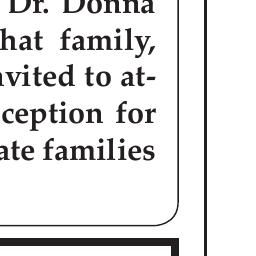 Dr. Donna
hat family,
nvited to at-
ception for
ate families